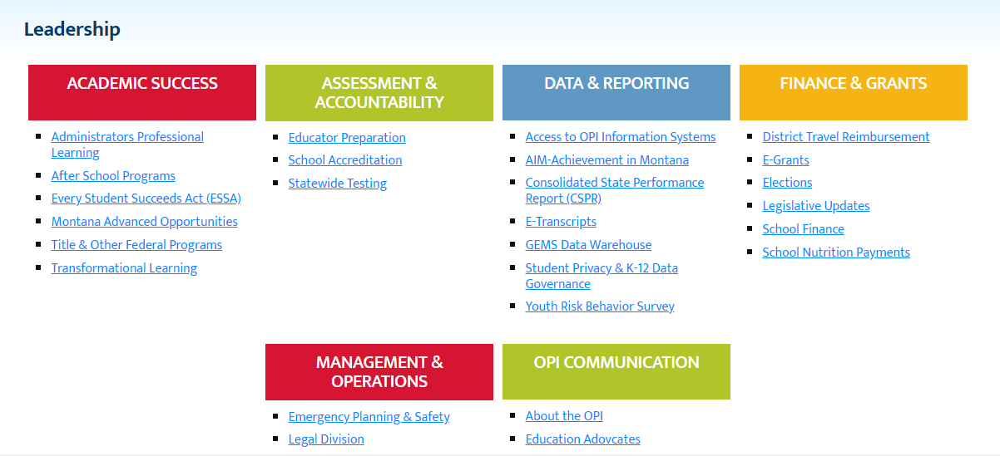 Leadership
ACADEMIC SUCCESS
Administrators Professional
Learning
After School Programs
Every Student Succeeds Act (ESSA)
Montana Advanced Opportunities
Title & Other Federal Programs
Transformational Learning
ASSESSMENT &
ACCOUNTABILITY
Educator Preparation
School Accreditation
Statewide Testing
DATA & REPORTING
Access to OPI Information Systems
AIM-Achievement in Montana
Consolidated State Performance
Report (CSPR)
E-Transcripts
GEMS Data Warehouse
Student Privacy & K-12 Data
Governance
Youth Risk Behavior Survey
FINANCE & GRANTS
District Travel Reimbursement
E-Grants
Elections
Legislative Updates
School Finance
School Nutrition Payments
MANAGEMENT &
OPERATIONS
Emergency Planning & Safety
Legal Division
OPI COMMUNICATION
About the OPI
Education Adovcates